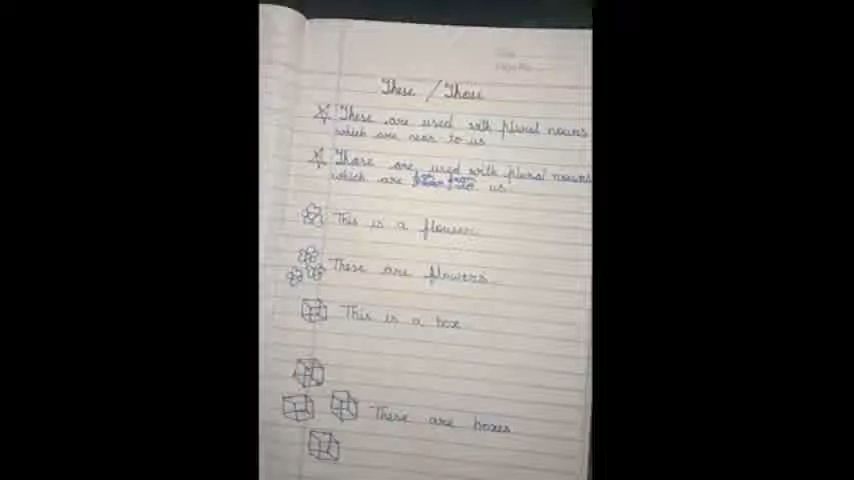 These / Those
These are used with plural nouns
which are near to us
Those are used with plural nouns
which are far from us.
This is a flower
These are flowers
This is a box
These are boxes